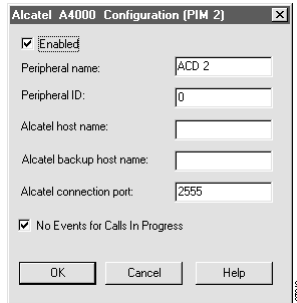 Alcatel A4000 Configuration (PIM 2)
Enabled
Peripheral name: ACD 2
Peripheral ID: 0
Alcatel host name:
Alcatel backup host name:
Alcatel connection port: 2555
No Events for Calls In Progress
OK Cancel Help